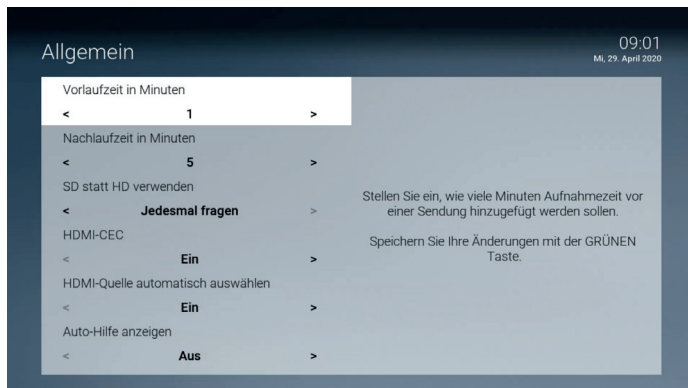 Allgemein
09:01
Mi, 29. April 2020
Vorlaufzeit in Minuten
< 1 >
Nachlaufzeit in Minuten
< 5 >
SD statt HD verwenden
< Jedesmal fragen >
HDMI-CEC
< Ein >
HDMI-Quelle automatisch auswählen
< Ein >
Auto-Hilfe anzeigen
< Aus >
Stellen Sie ein, wie viele Minuten Aufnahmezeit vor
einer Sendung hinzugefügt werden sollen.
Speichern Sie Ihre Änderungen mit der GRÜNEN
Taste.